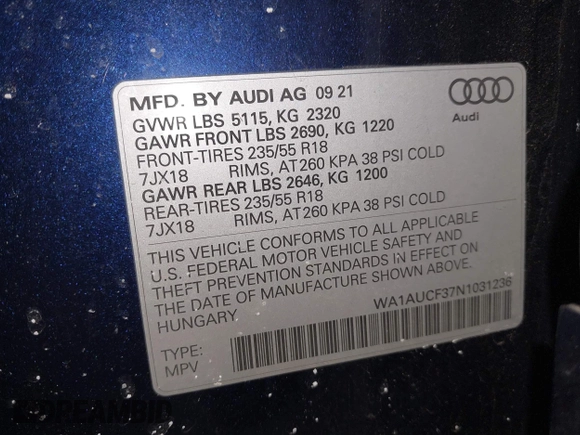 MFD. BY AUDI AG 09 21
GVWR LBS 5115, KG 2320
GAWR FRONT LBS 2690, KG 1220
FRONT-TIRES 235/55 R18
7JX18 RIMS, AT260 KPA 38 PSI COLD
GAWR REAR LBS 2646, KG 1200
REAR-TIRES 235/55 R18
7JX18 RIMS, AT260 KPA 38 PSI COLD
Audi
THIS VEHICLE CONFORMS TO ALL APPLICABLE
U.S. FEDERAL MOTOR VEHICLE SAFETY AND
THEFT PREVENTION STANDARDS IN EFFECT ON
THE DATE OF MANUFACTURE SHOWN ABOVE.
HUNGARY.
WA1AUCF37N1031236
TYPE:
MPV
DREAMBID